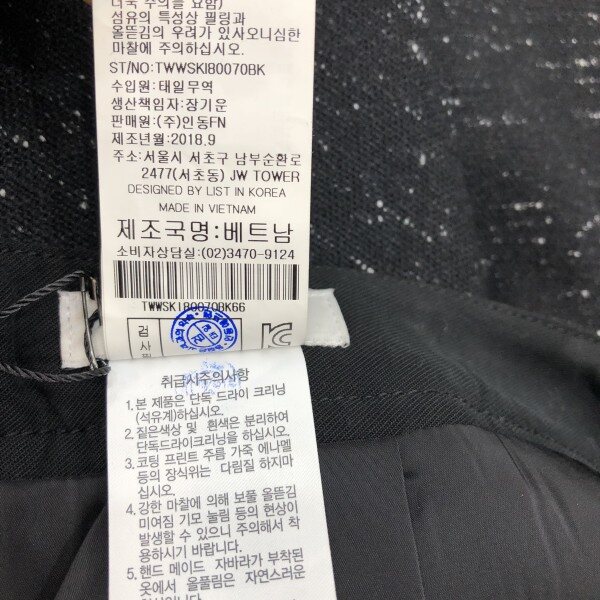 더욱 주의을 요함)
섬유의 특성상 필링과
올뜯김의 우려가 있사오니심한
마찰에 주의하십시오.
ST/NO:TWWSKI80070BK
수입원:태일무역
생산책임자:장기운
판매원:(주)인동FN
제조년월:2018.9
주소:서울시 서초구 남부순환로
2477(서초동) JW TOWER
DESIGNED BY LIST IN KOREA
MADE IN VIETNAM
제조국명:베트남
소비자상담실:(02)3470-9124
TWWSKI80070BK66
검사
취급시주의사항
1.본 제품은 단독 드라이 크리닝
(석유계)하십시오.
2.짙은색상 및 흰색은 분리하여
단독드라이크리닝을 하십시오.
3.코팅 프린트 주름 가죽 에나멜
등의 장식위는 다림질 하지마
십시오.
4.강한 마찰에 의해 보풀 올뜯김
미여짐 기모 눌림 등의 현상이
발생할 수 있으니 주의해서 착
용하시기 바랍니다.
5.핸드 메이드 자바라가 부착된
옷에서 올풀림은 자연스러운